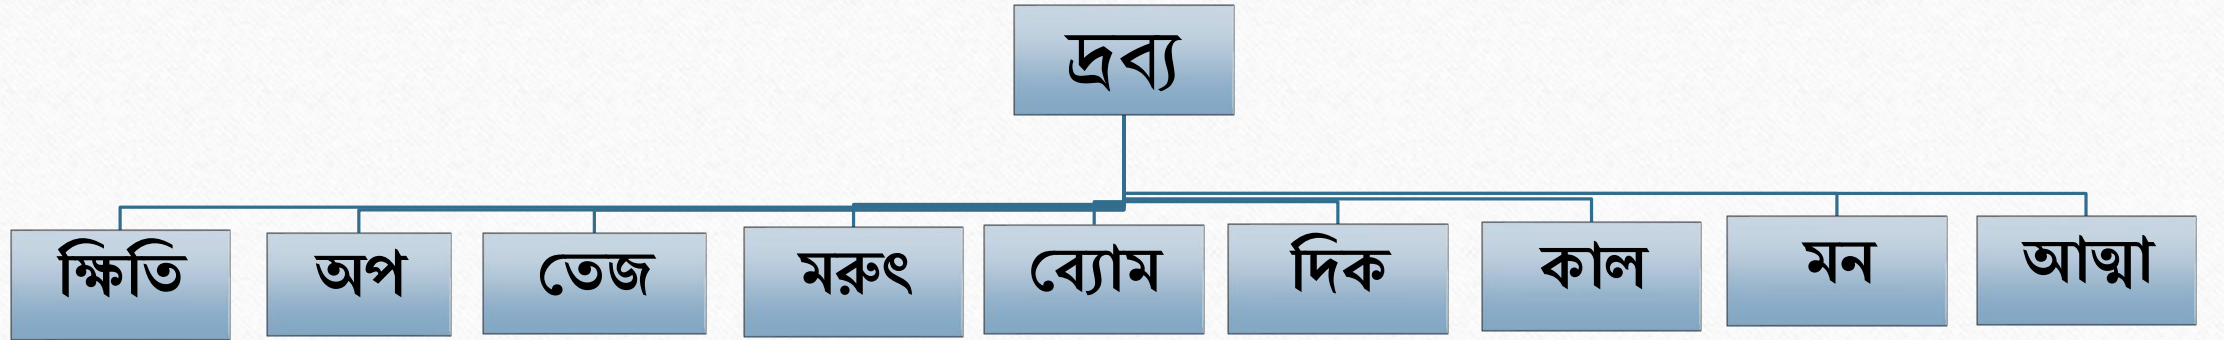 দ্রব্য
ক্ষিতি অপ তেজ মরুৎ ব্যোম দিক কাল মন আত্মা